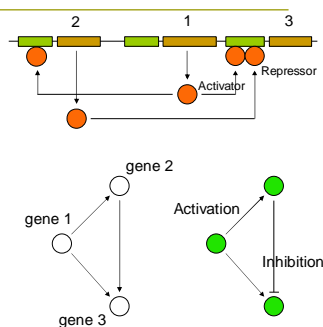 2 1 3
Repressor
Activator
gene 2
gene 1
gene 3
Activation
Inhibition